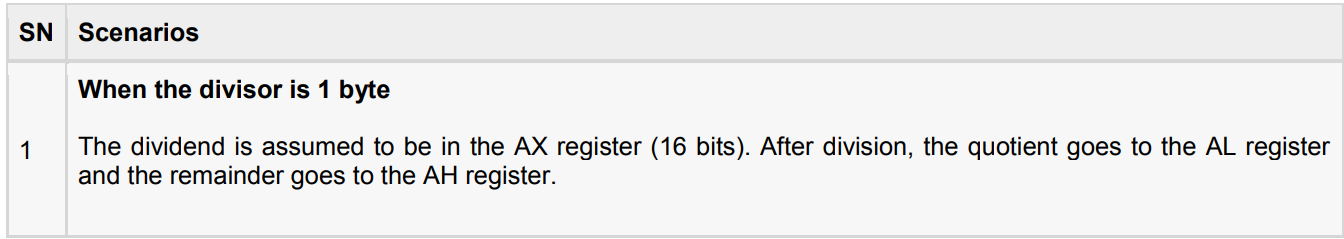 SN Scenarios
When the divisor is 1 byte
1 The dividend is assumed to be in the AX register (16 bits). After division, the quotient goes to the AL register
and the remainder goes to the AH register.